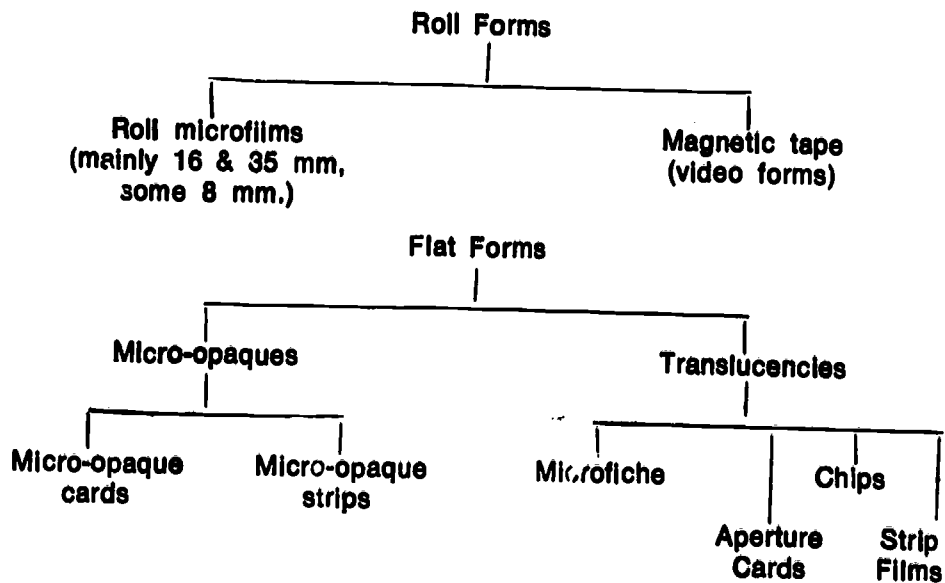 Roll Forms
Roll microfilms
(mainly 16 & 35 mm,
some 8 mm.)
Magnetic tape
(video forms)
Flat Forms
Micro-opaques
Translucencies
Micro-opaque
cards
Micro-opaque
strips
Microfiche
Chips
Aperture
Cards
Strip
Films